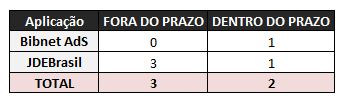 Aplicação FORA DO PRAZO DENTRO DO PRAZO
Bibnet AdS 0 1
JDEBrasil 3 1
TOTAL 3 2